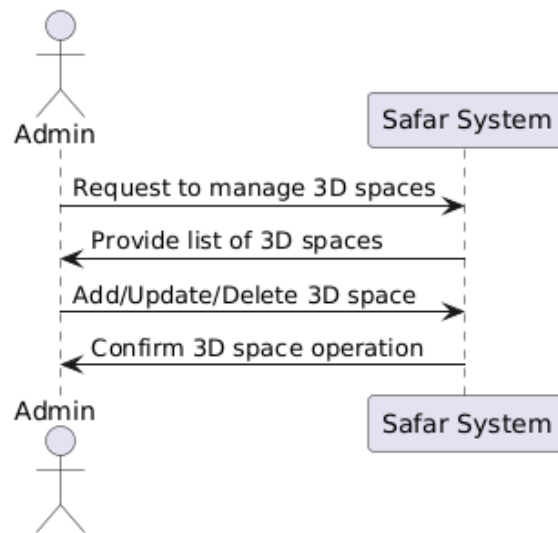 Admin
Safar System
Request to manage 3D spaces
Provide list of 3D spaces
Add/Update/Delete 3D space
Confirm 3D space operation
Admin
Safar System